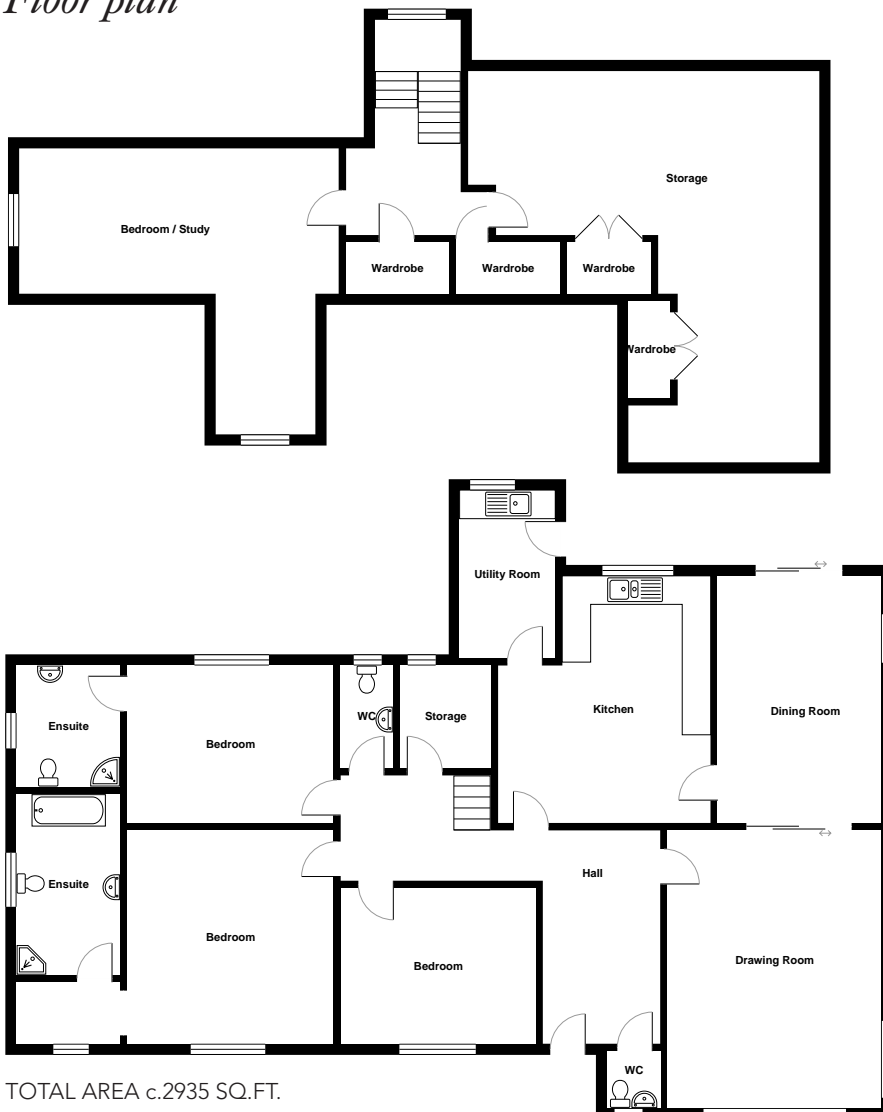 Floor plan
Storage
Bedroom / Study
Wardrobe
Wardrobe
Wardrobe
Wardrobe
Utility Room
Kitchen
Dining Room
Ensuite
WC
Storage
Bedroom
Ensuite
Hall
Bedroom
Bedroom
Drawing Room
WC
TOTAL AREA c.2935 SQ.FT.